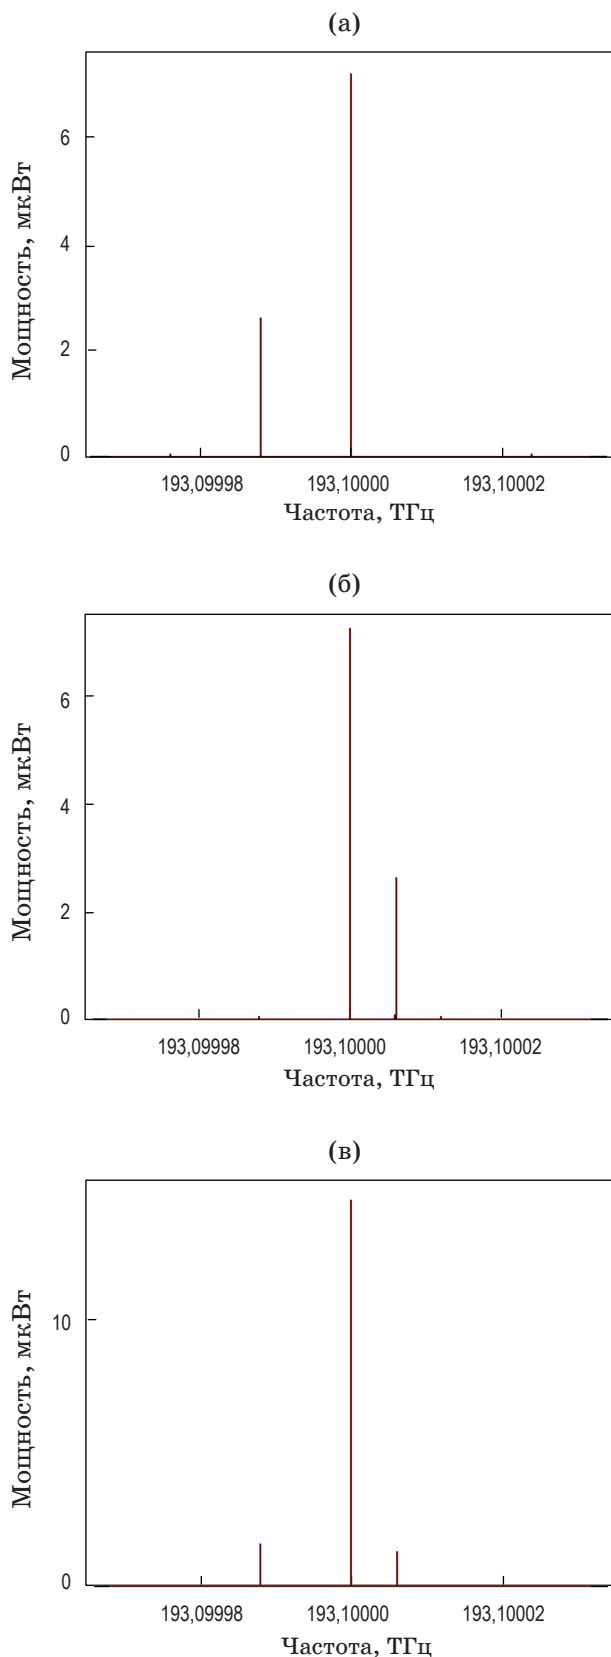 (а)
Мощность, мкВт
6
4
2
0
193,09998 193,10000 193,10002
Частота, ТГц
(б)
Мощность, мкВт
6
4
2
0
193,09998 193,10000 193,10002
Частота, ТГц
(в)
Мощность, мкВт
10
0
193,09998 193,10000 193,10002
Частота, ТГц